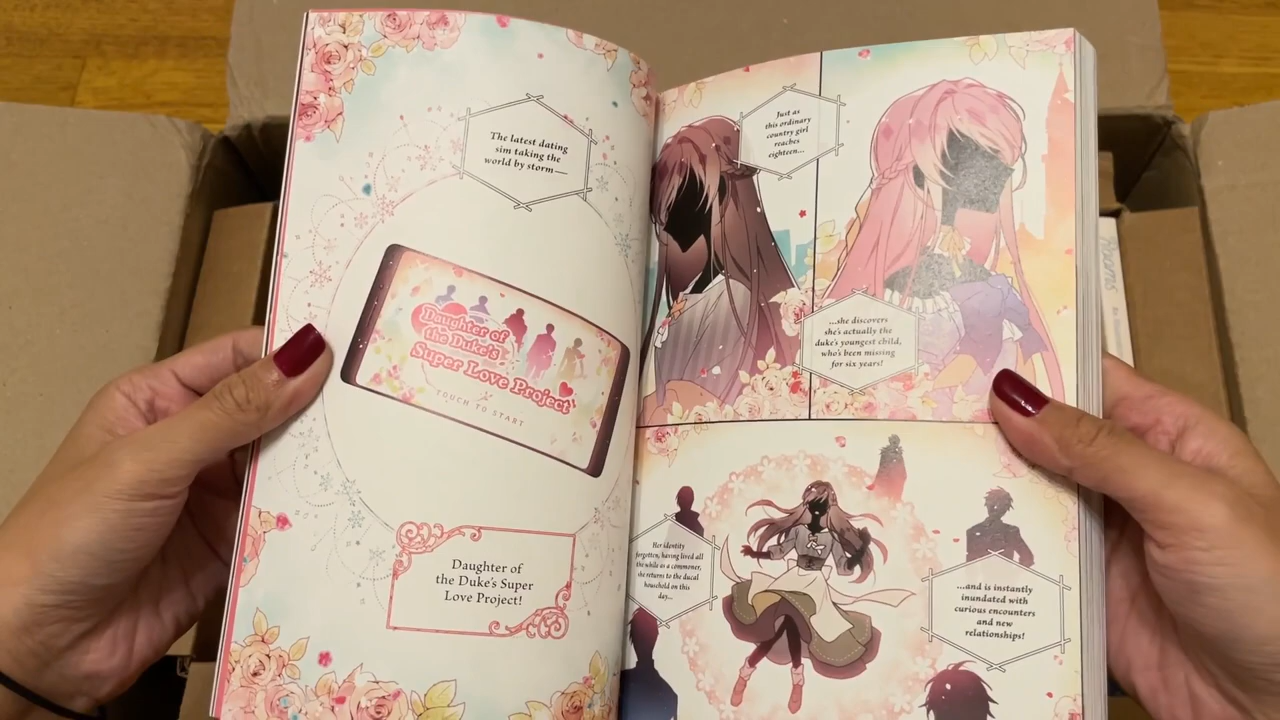 The latest dating
sim taking the
world by storm—
Daughter of
the Duke's
Super Love Project
TOUCH TO START
Daughter of
the Duke's Super
Love Project!
Just as
this ordinary
country girl
reaches
eighteen...
...she discovers
she's actually the
duke's youngest child,
who's been missing
for six years!
Her identity
forgotten, having lived all
the while as a commoner,
she returns to the ducal
household on this
day...
...and is instantly
inundated with
curious encounters
and new
relationships!